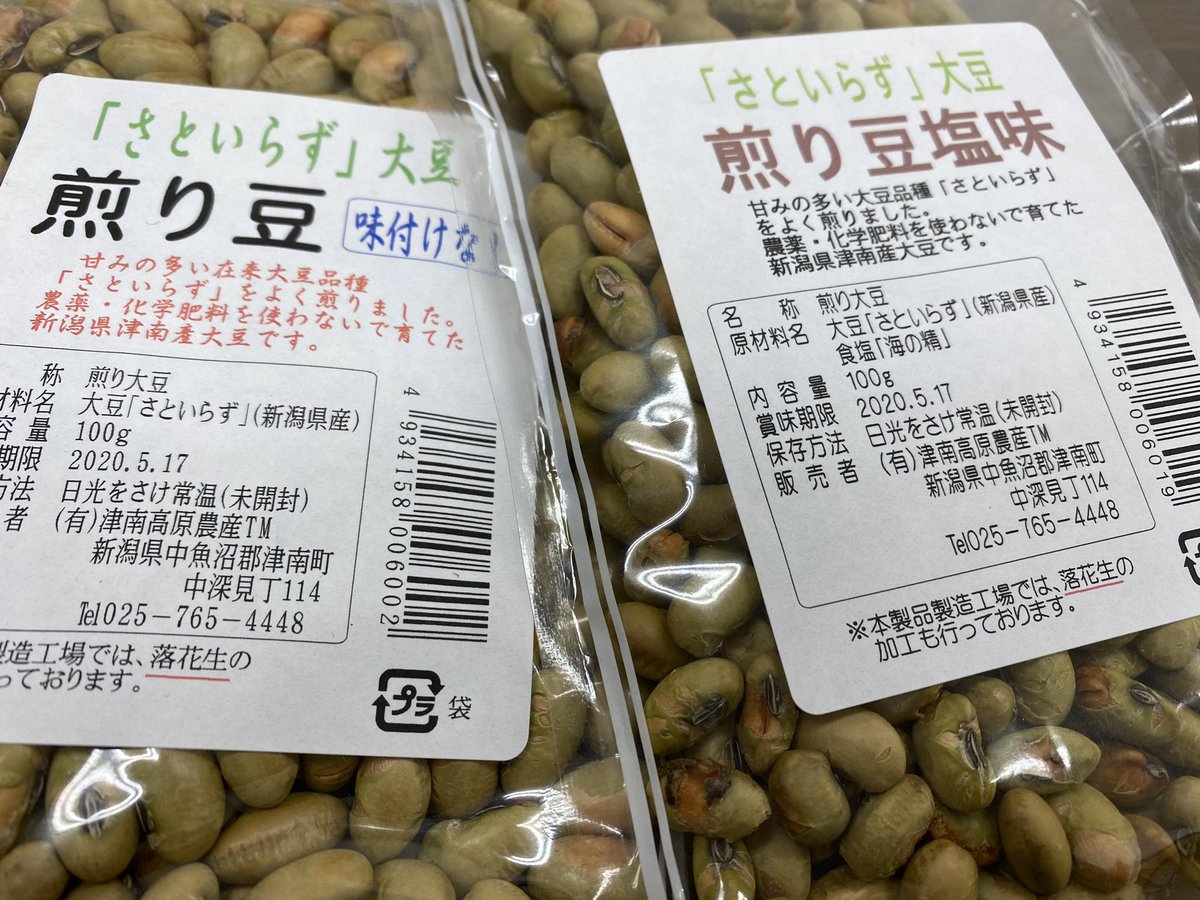 「さといらず」大豆
煎り豆
味付け
甘みの多い在来大豆品種
「さといらず」をよく煎りました。
農薬・化学肥料を使わないで育てた
新潟県津南産大豆です。
称 煎り大豆
材料名 大豆「さといらず」(新潟県産)
容量 100g
期限 2020.5.17
方法 日光をさけ常温(未開封)
者 (有)津南高原農産TM
新潟県中魚沼郡津南町
中深見丁114
Tel025-765-4448
製造工場では、落花生の
っております。
4 934158 006002
プラ
袋
「さといらず」大豆
煎り豆塩味
甘みの多い大豆品種「さといらず」
をよく煎りました。
農薬・化学肥料を使わないで育てた
新潟県津南産大豆です。
名称 煎り大豆
原材料名 大豆「さといらず」(新潟県産)
食塩「海の精」
内容量 100g
賞味期限 2020.5.17
保存方法 日光をさけ常温(未開封)
販売者 (有)津南高原農産TM
新潟県中魚沼郡津南町
中深見丁114
Tel025-765-4448
※本製品製造工場では、落花生の
加工も行っております。
4 934158 006019